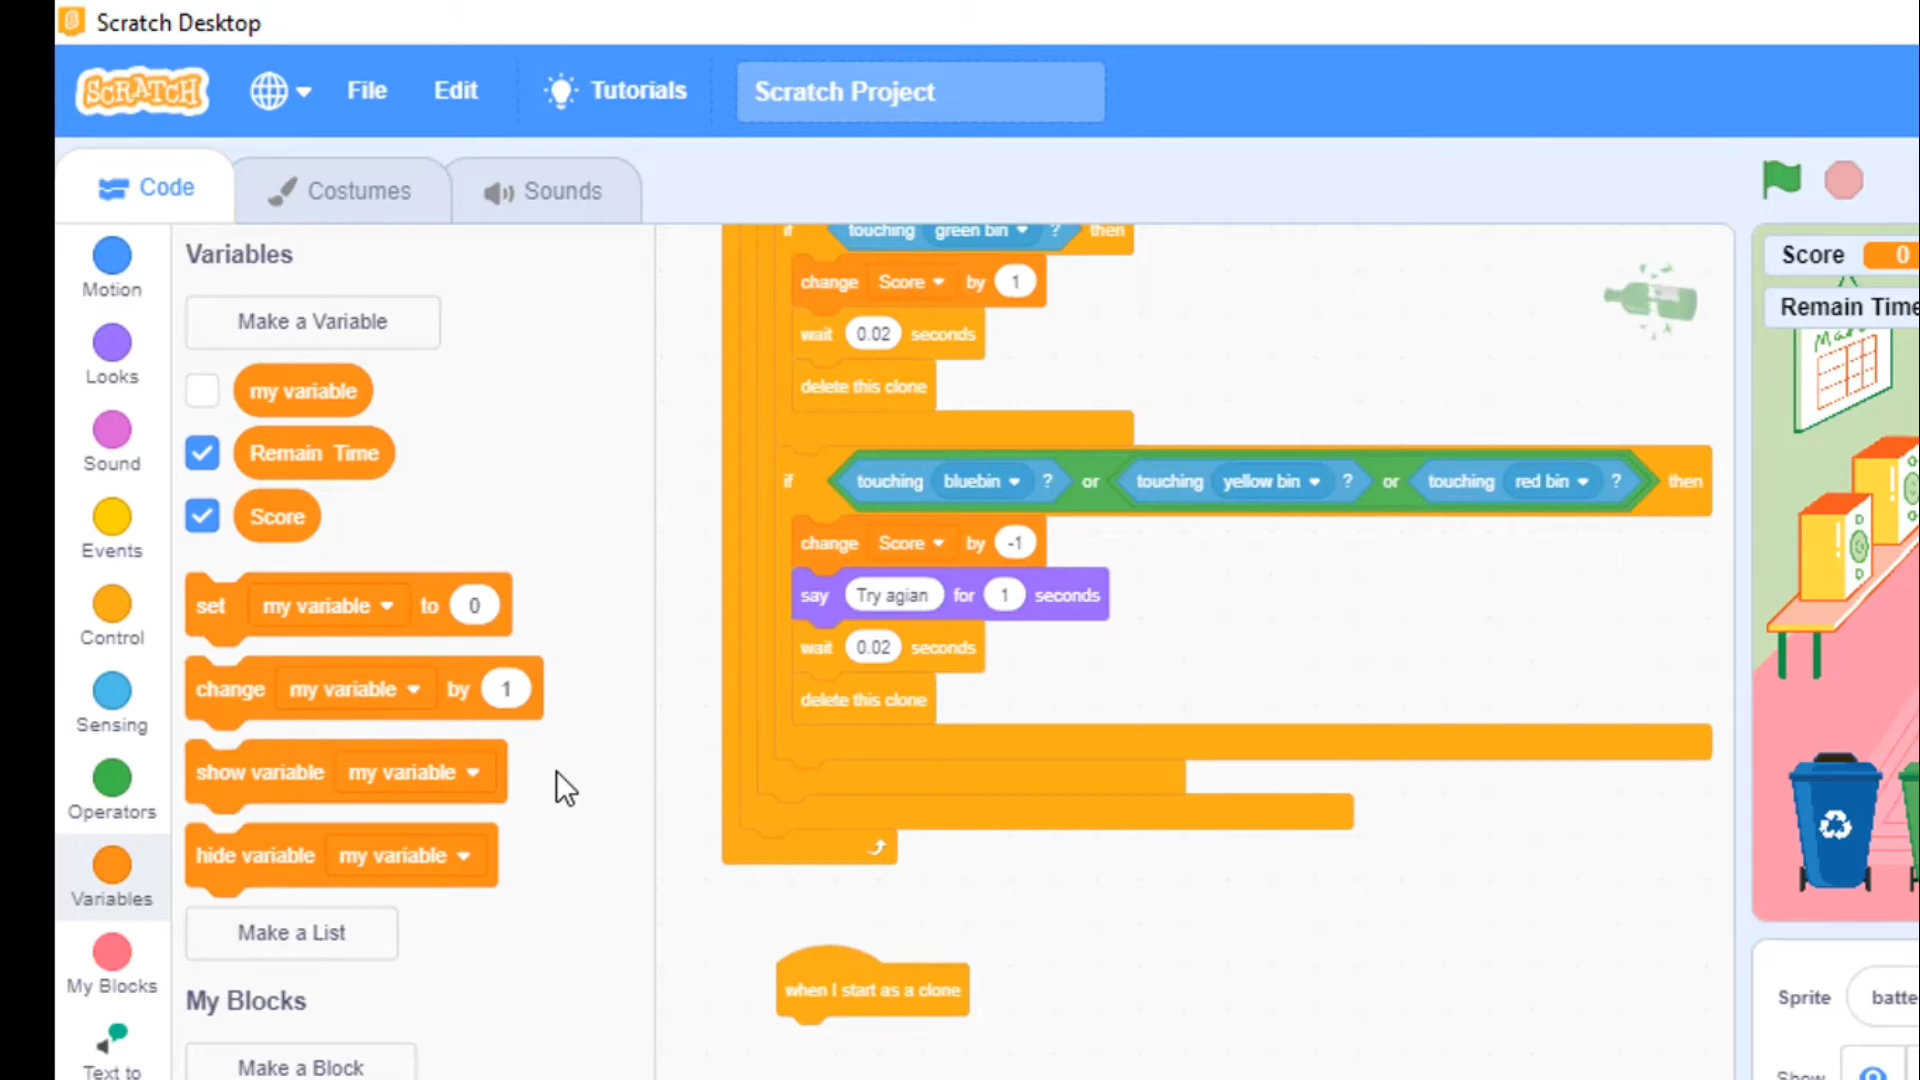 Scratch Desktop
SCRATCH
File
Edit
Tutorials
Scratch Project
Code
Costumes
Sounds
Motion
Looks
Sound
Events
Control
Sensing
Operators
Variables
My Blocks
Text to
Variables
Make a Variable
my variable
Remain Time
Score
set my variable to 0
change my variable by 1
show variable my variable
hide variable my variable
Make a List
My Blocks
Make a Block
if touching green bin ? then
change Score by 1
wait 0.02 seconds
delete this clone
if touching bluebin ? or touching yellow bin ? or touching red bin ? then
change Score by -1
say Try agian for 1 seconds
wait 0.02 seconds
delete this clone
when I start as a clone
Score 0
Remain Time
Sprite batte
Show